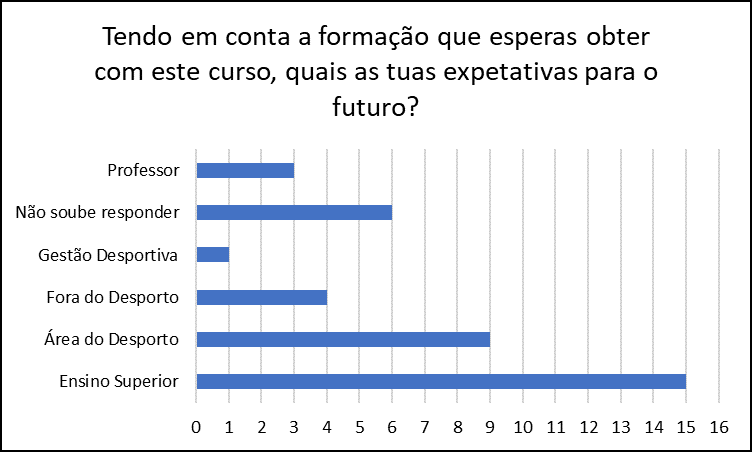 Tendo em conta a formação que esperas obter
com este curso, quais as tuas expetativas para o
futuro?
Professor
Não soube responder
Gestão Desportiva
Fora do Desporto
Área do Desporto
Ensino Superior
0 1 2 3 4 5 6 7 8 9 10 11 12 13 14 15 16